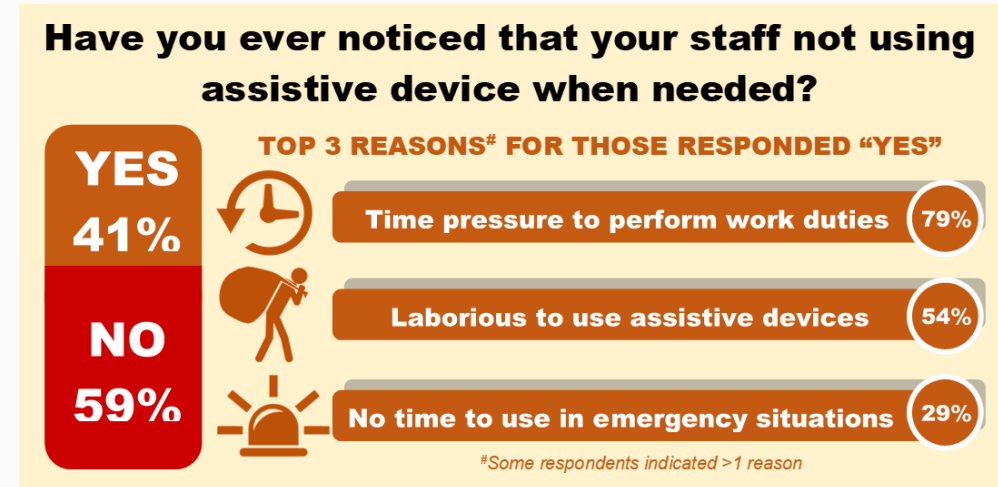 Have you ever noticed that your staff not using
assistive device when needed?
YES
41%
NO
59%
TOP 3 REASONS# FOR THOSE RESPONDED “YES”
Time pressure to perform work duties 79%
Laborious to use assistive devices 54%
No time to use in emergency situations 29%
#Some respondents indicated >1 reason